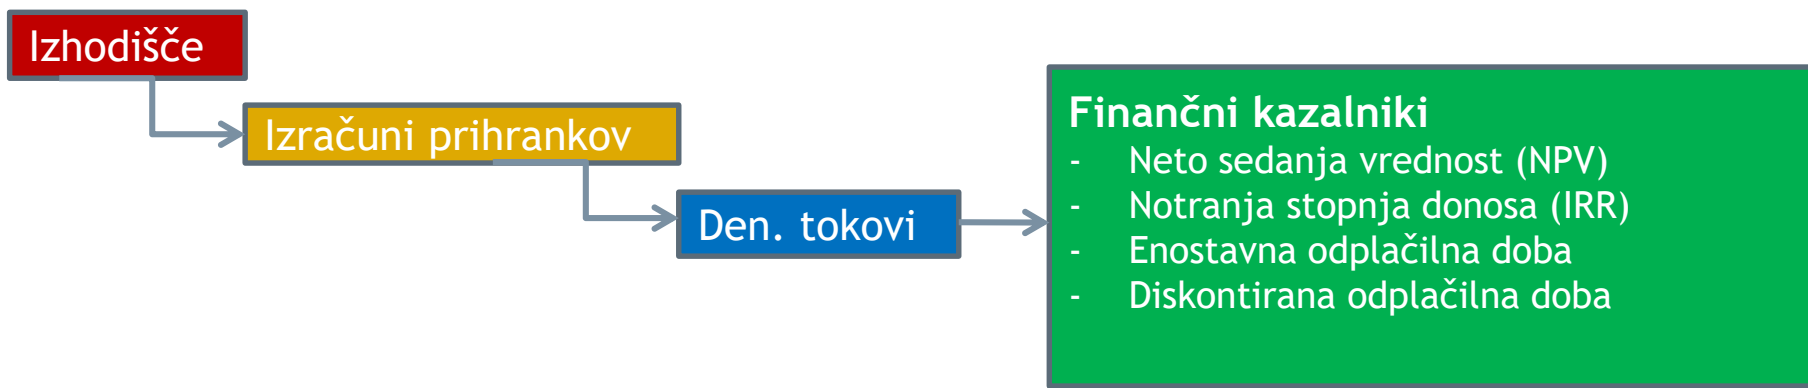 Izhodišče
Izračuni prihrankov
Den. tokovi
Finančni kazalniki
- Neto sedanja vrednost (NPV)
- Notranja stopnja donosa (IRR)
- Enostavna odplačilna doba
- Diskontirana odplačilna doba